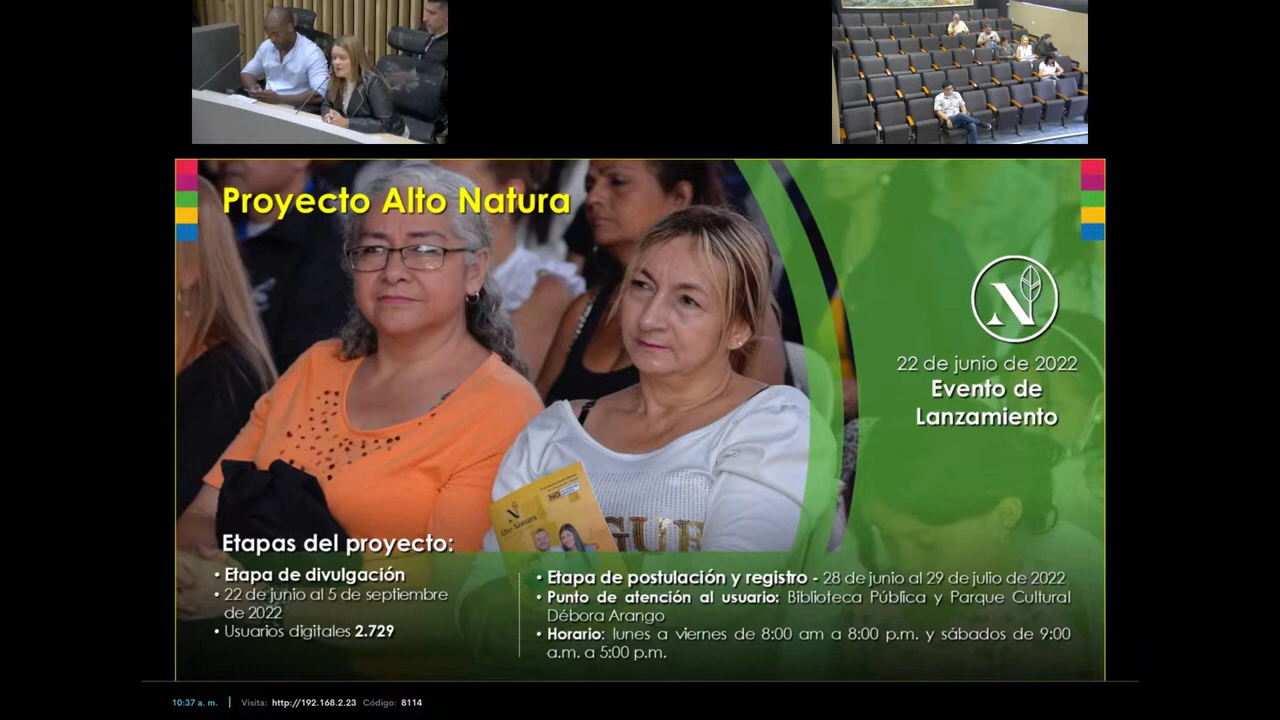 Proyecto Alto Natura
N
22 de junio de 2022
Evento de
Lanzamiento
N
Alto Natura
GUE
Etapas del proyecto:
• Etapa de divulgación
• 22 de junio al 5 de septiembre
de 2022
• Usuarios digitales 2.729
• Etapa de postulación y registro - 28 de junio al 29 de julio de 2022
• Punto de atención al usuario: Biblioteca Pública y Parque Cultural
Débora Arango
• Horario: lunes a viernes de 8:00 am a 8:00 p.m. y sábados de 9:00
a.m. a 5:00 p.m.
10:37 a. m. | Visita: http://192.168.2.23 Código: 8114